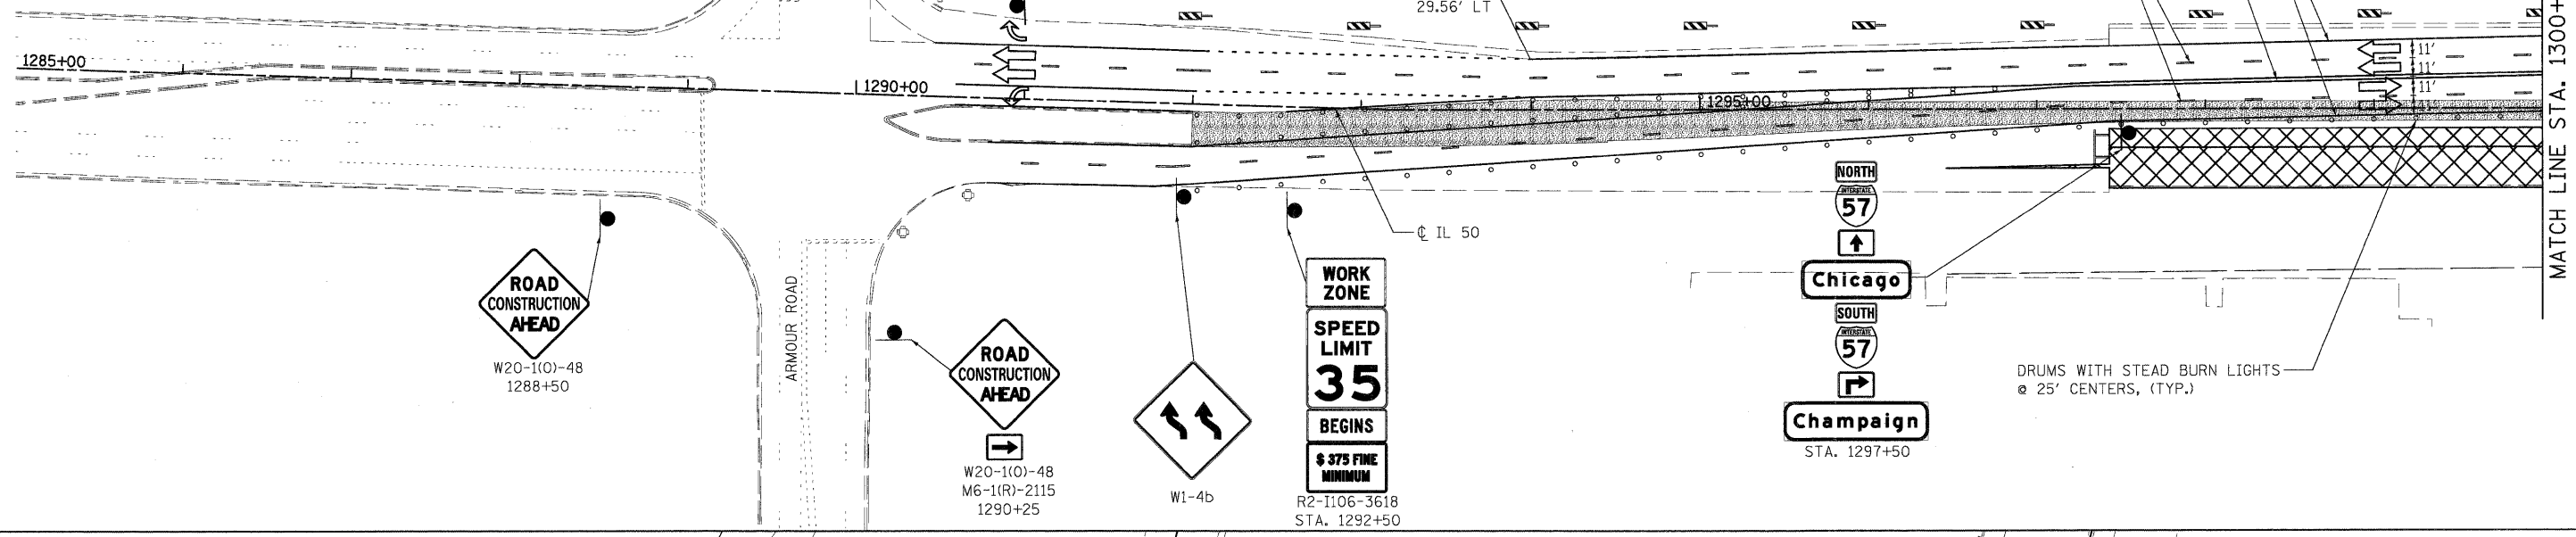 29.56' LT
1285+00
1290+00
1295+00
11'
11'
11'
11'
MATCH LINE STA. 1300+
℄ IL 50
ARMOUR ROAD
ROAD
CONSTRUCTION
AHEAD
W20-1(O)-48
1288+50
ROAD
CONSTRUCTION
AHEAD
W20-1(O)-48
M6-1(R)-2115
1290+25
W1-4b
WORK
ZONE
SPEED
LIMIT
35
BEGINS
$ 375 FINE
MINIMUM
R2-I106-3618
STA. 1292+50
NORTH
INTERSTATE
57
Chicago
SOUTH
INTERSTATE
57
Champaign
STA. 1297+50
DRUMS WITH STEAD BURN LIGHTS
@ 25' CENTERS, (TYP.)